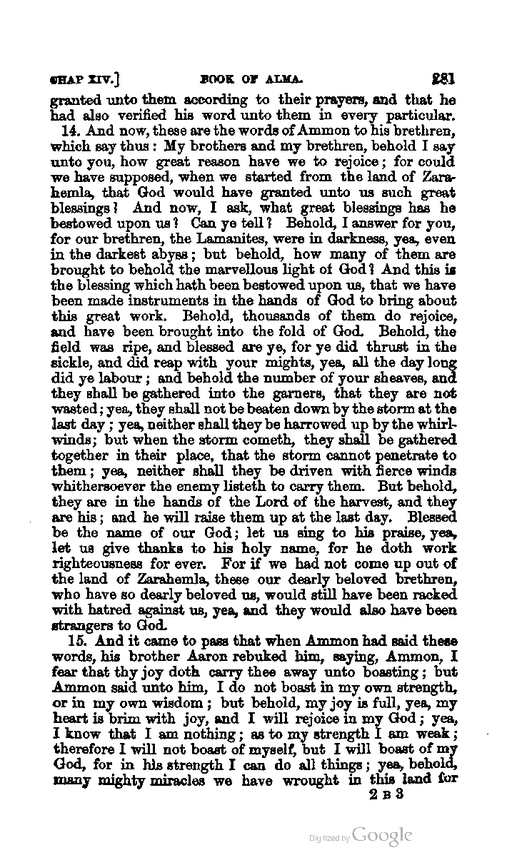 CHAP XIV.] BOOK OF ALMA. 281
granted unto them according to their prayers, and that he
had also verified his word unto them in every particular.
14. And now, these are the words of Ammon to his brethren,
which say thus: My brothers and my brethren, behold I say
unto you, how great reason have we to rejoice; for could
we have supposed, when we started from the land of Zara-
hemla, that God would have granted unto us such great
blessings? And now, I ask, what great blessings has he
bestowed upon us? Can ye tell? Behold, I answer for you,
for our brethren, the Lamanites, were in darkness, yea, even
in the darkest abyss; but behold, how many of them are
brought to behold the marvellous light of God? And this is
the blessing which hath been bestowed upon us, that we have
been made instruments in the hands of God to bring about
this great work. Behold, thousands of them do rejoice,
and have been brought into the fold of God. Behold, the
field was ripe, and blessed are ye, for ye did thrust in the
sickle, and did reap with your mights, yea, all the day long
did ye labour; and behold the number of your sheaves, and
they shall be gathered into the garners, that they are not
wasted; yea, they shall not be beaten down by the storm at the
last day; yea, neither shall they be harrowed up by the whirl-
winds; but when the storm cometh, they shall be gathered
together in their place, that the storm cannot penetrate to
them; yea, neither shall they be driven with fierce winds
whithersoever the enemy listeth to carry them. But behold,
they are in the hands of the Lord of the harvest, and they
are his; and he will raise them up at the last day. Blessed
be the name of our God; let us sing to his praise, yea,
let us give thanks to his holy name, for he doth work
righteousness for ever. For if we had not come up out of
the land of Zarahemla, these our dearly beloved brethren,
who have so dearly beloved us, would still have been racked
with hatred against us, yea, and they would also have been
strangers to God.
15. And it came to pass that when Ammon had said these
words, his brother Aaron rebuked him, saying, Ammon, I
fear that thy joy doth carry thee away unto boasting; but
Ammon said unto him, I do not boast in my own strength,
or in my own wisdom; but behold, my joy is full, yea, my
heart is brim with joy, and I will rejoice in my God; yea,
I know that I am nothing; as to my strength I am weak;
therefore I will not boast of myself, but I will boast of my
God, for in his strength I can do all things; yea, behold,
many mighty miracles we have wrought in this land for
2 B 3
Digitized by Google